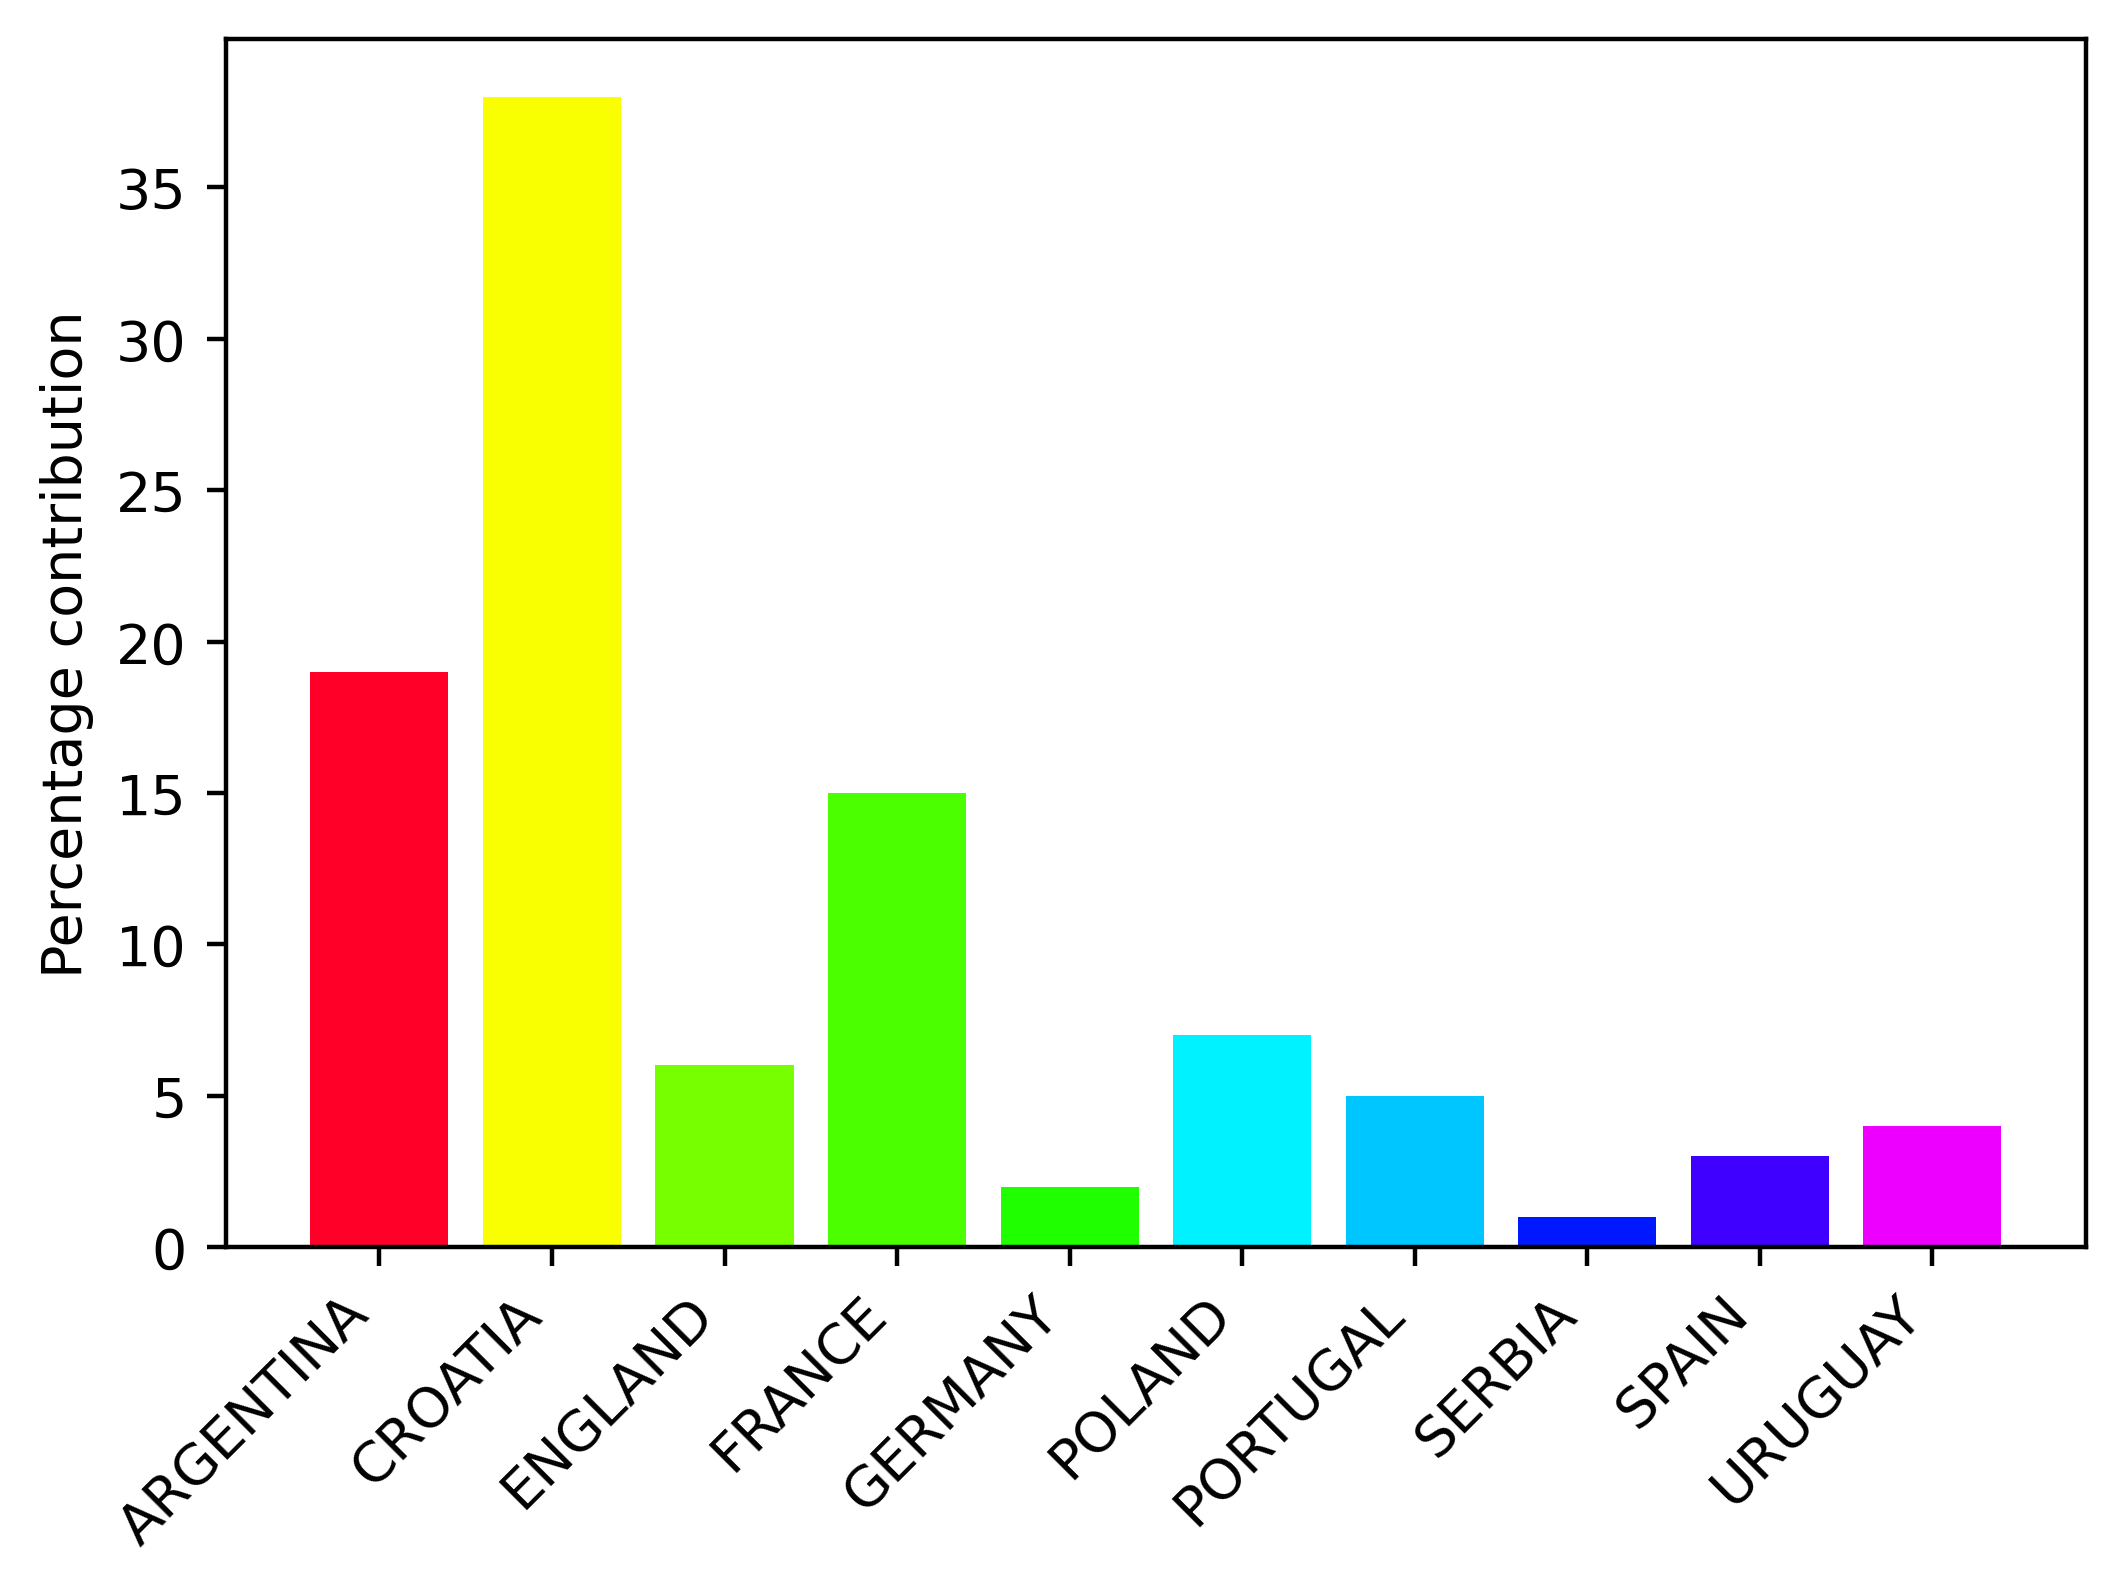 Percentage contribution
35
30
25
20
15
10
5
0
ARGENTINA
CROATIA
ENGLAND
FRANCE
GERMANY
POLAND
PORTUGAL
SERBIA
SPAIN
URUGUAY